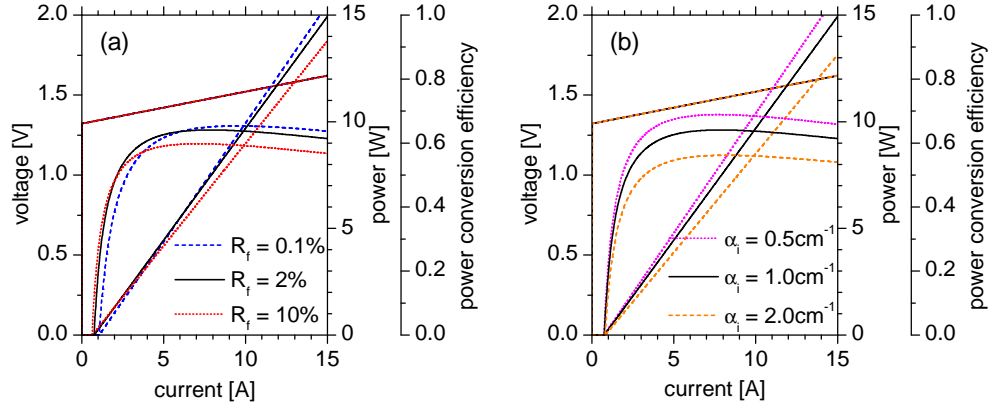 (a)
2.0
1.5
1.0
0.5
0.0
voltage [V]
0 5 10 15
current [A]
15
10
5
0
power [W]
1.0
0.8
0.6
0.4
0.2
0.0
power conversion efficiency
R_f = 0.1%
R_f = 2%
R_f = 10%
(b)
2.0
1.5
1.0
0.5
0.0
voltage [V]
0 5 10 15
current [A]
15
10
5
0
power [W]
1.0
0.8
0.6
0.4
0.2
0.0
power conversion efficiency
α_i = 0.5cm⁻¹
α_i = 1.0cm⁻¹
α_i = 2.0cm⁻¹